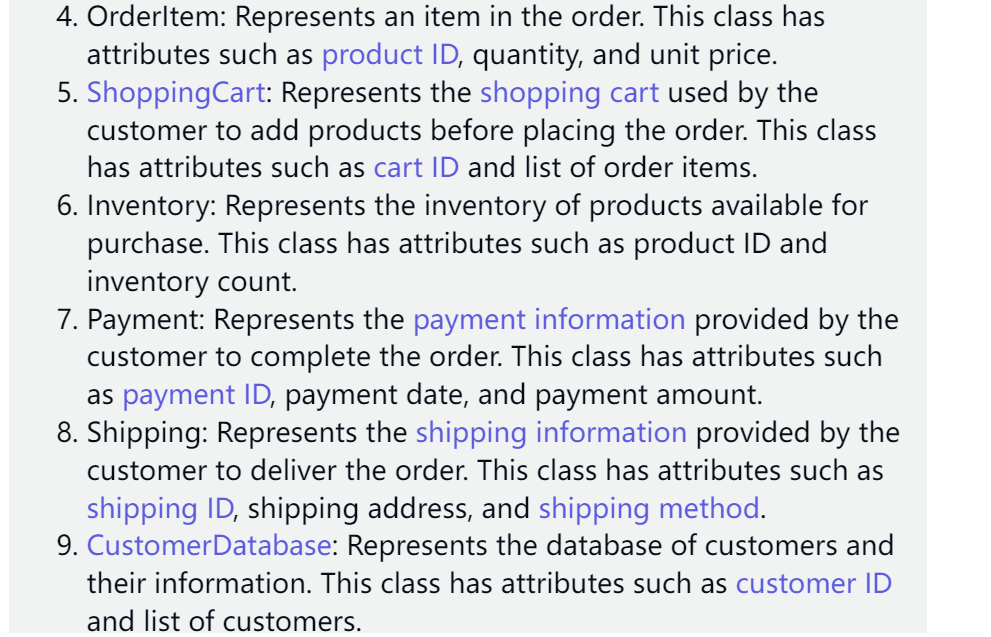 4. OrderItem: Represents an item in the order. This class has
attributes such as product ID, quantity, and unit price.
5. ShoppingCart: Represents the shopping cart used by the
customer to add products before placing the order. This class
has attributes such as cart ID and list of order items.
6. Inventory: Represents the inventory of products available for
purchase. This class has attributes such as product ID and
inventory count.
7. Payment: Represents the payment information provided by the
customer to complete the order. This class has attributes such
as payment ID, payment date, and payment amount.
8. Shipping: Represents the shipping information provided by the
customer to deliver the order. This class has attributes such as
shipping ID, shipping address, and shipping method.
9. CustomerDatabase: Represents the database of customers and
their information. This class has attributes such as customer ID
and list of customers.